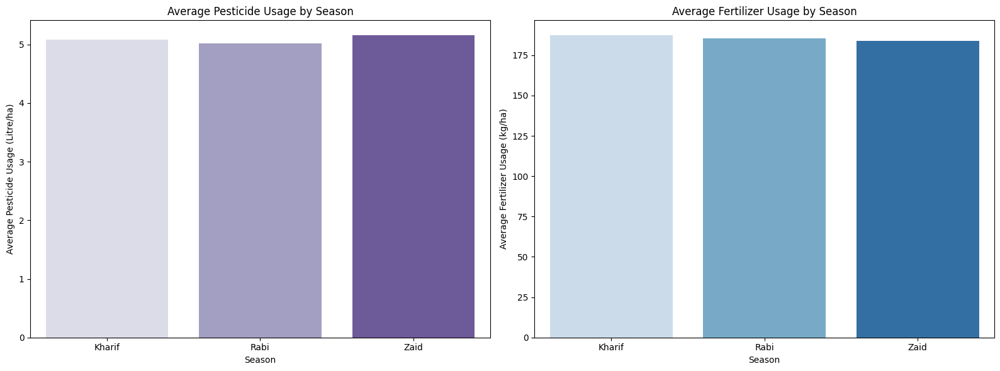 Average Pesticide Usage by Season
Average Pesticide Usage (Litre/ha)
5
4
3
2
1
0
Kharif
Rabi
Zaid
Season
Average Fertilizer Usage by Season
Average Fertilizer Usage (kg/ha)
175
150
125
100
75
50
25
0
Kharif
Rabi
Zaid
Season